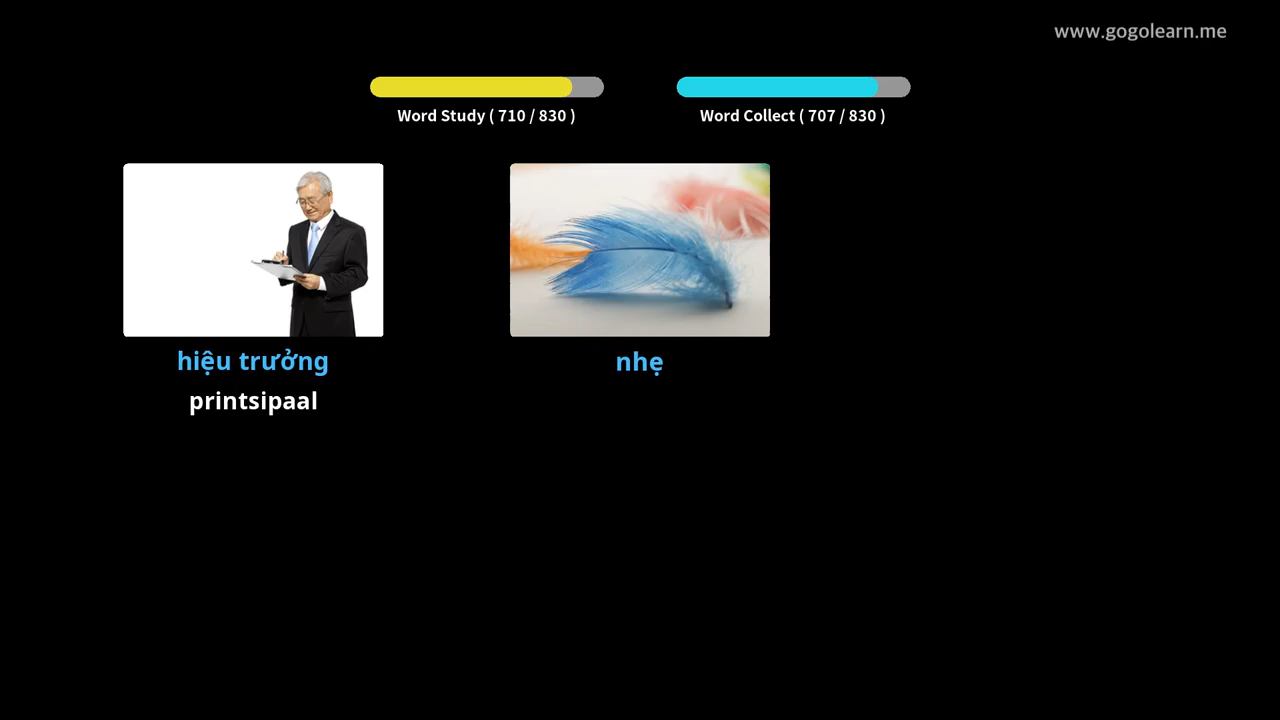 www.gogolearn.me
Word Study ( 710 / 830 )
Word Collect ( 707 / 830 )
hiệu trưởng
nhẹ
printsipaal